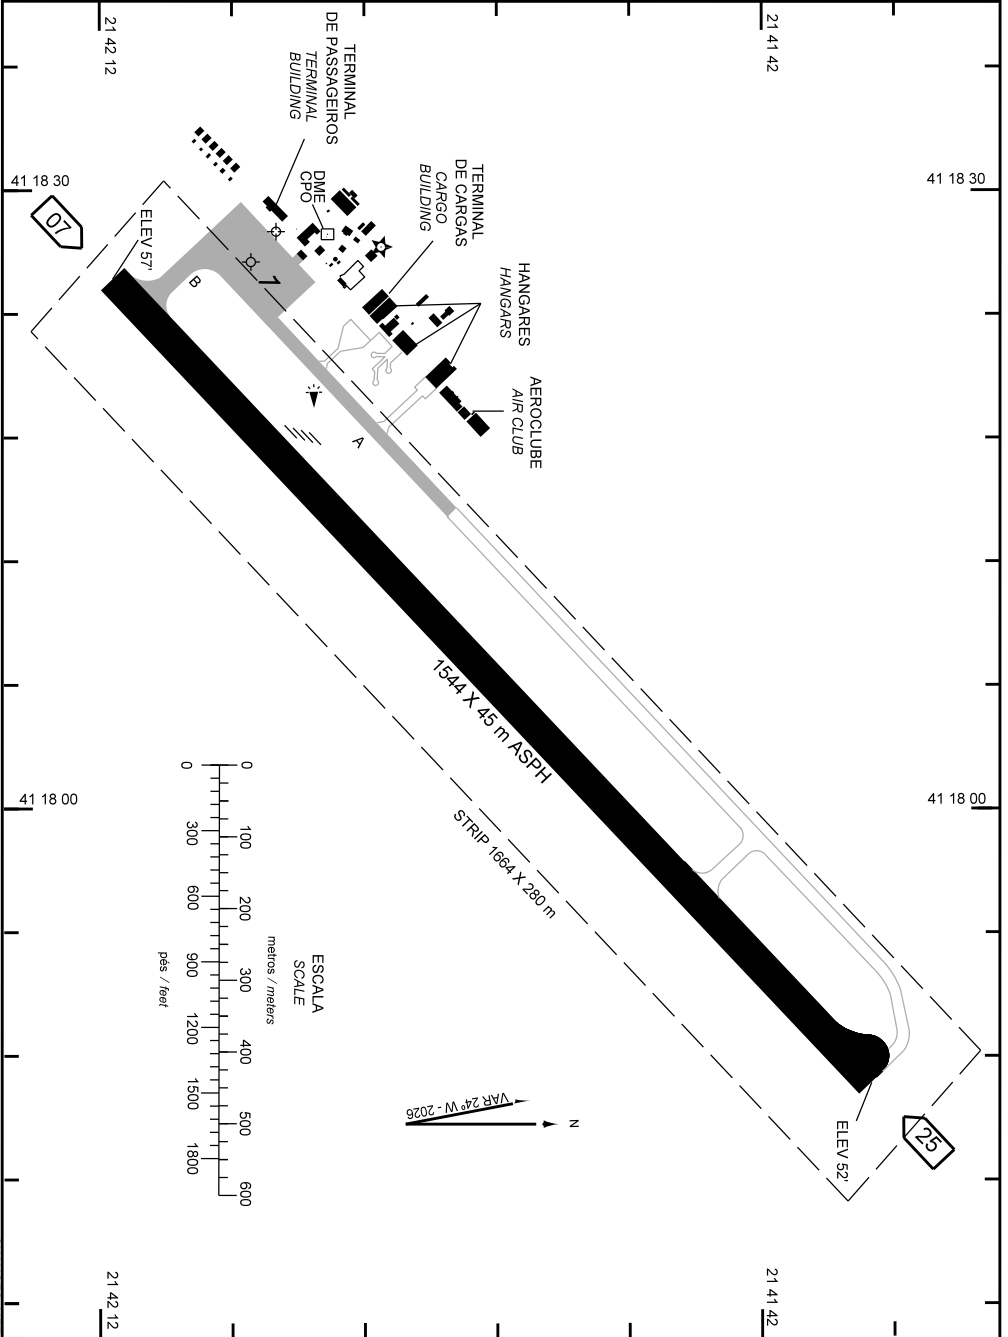 21 42 12
21 41 42
TERMINAL
DE PASSAGEIROS
TERMINAL
BUILDING
TERMINAL
DE CARGAS
CARGO
BUILDING
DME
CPO
41 18 30
41 18 30
07
ELEV 57'
HANGARES
HANGARS
1
B
AEROCLUBE
AIR CLUB
A
1544 X 45 m ASPH
STRIP 1664 X 280 m
41 18 00
41 18 00
ESCALA
SCALE
metros / meters
0 100 200 300 400 500 600
0 300 600 900 1200 1500 1800
pés / feet
VAR 24° W - 2026
N
25
ELEV 52'
21 42 12
21 41 42